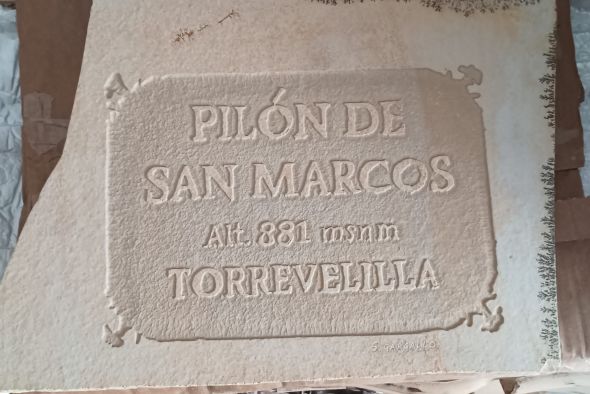 PILÓN DE
SAN MARCOS
Alt. 881 msnm
TORREVELILLA